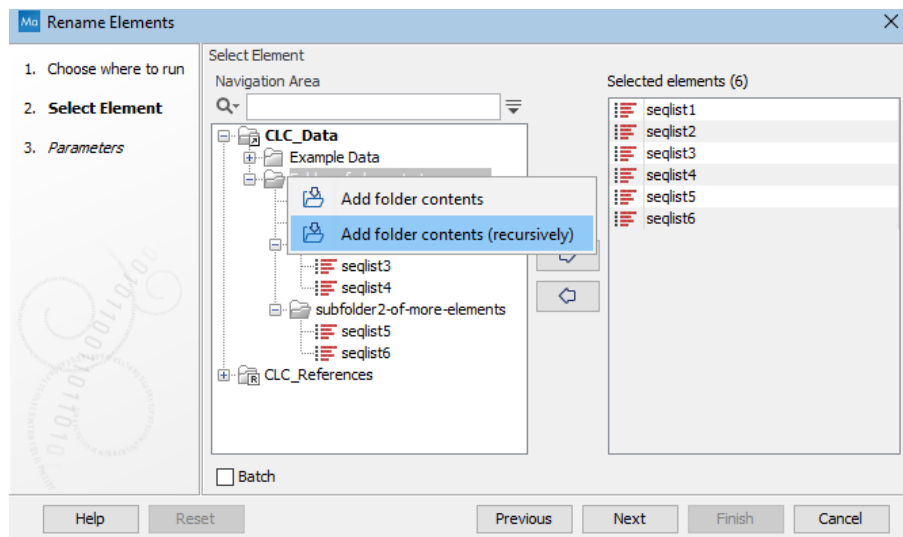 Ma Rename Elements
1. Choose where to run
2. Select Element
3. Parameters
Select Element
Navigation Area
CLC_Data
Example Data
Add folder contents
Add folder contents (recursively)
seqlist3
seqlist4
subfolder2-of-more-elements
seqlist5
seqlist6
R CLC_References
Batch
Selected elements (6)
seqlist1
seqlist2
seqlist3
seqlist4
seqlist5
seqlist6
Help
Reset
Previous
Next
Finish
Cancel